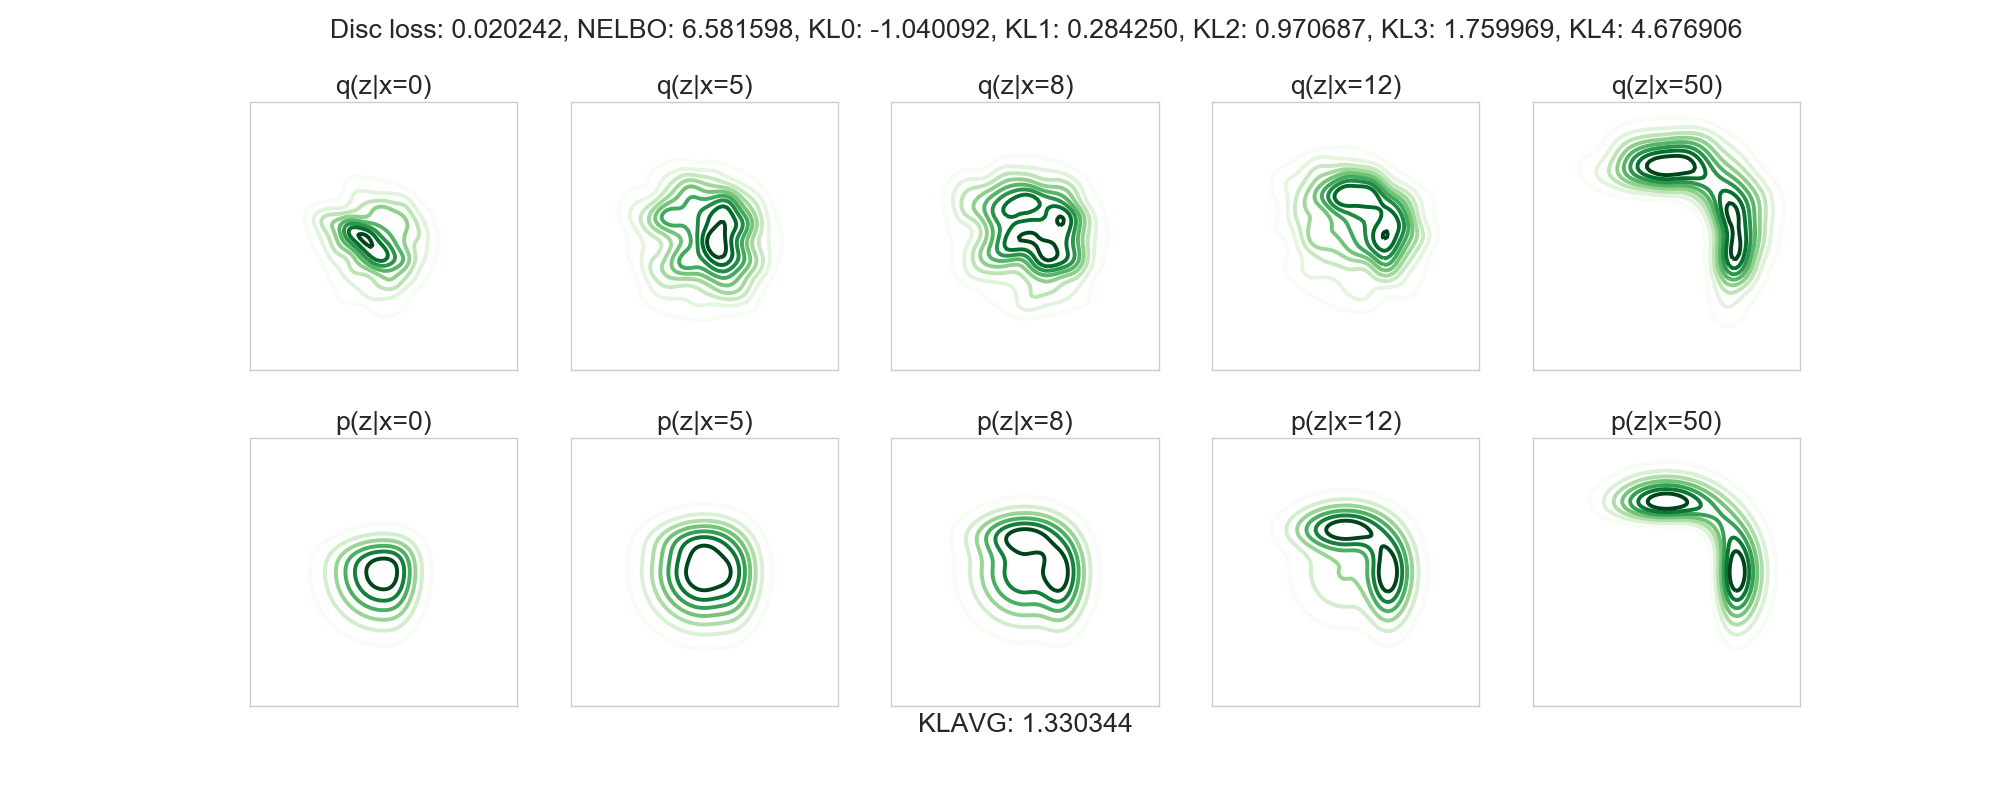 Disc loss: 0.020242, NELBO: 6.581598, KL0: -1.040092, KL1: 0.284250, KL2: 0.970687, KL3: 1.759969, KL4: 4.676906
q(z|x=0) q(z|x=5) q(z|x=8) q(z|x=12) q(z|x=50)
p(z|x=0) p(z|x=5) p(z|x=8) p(z|x=12) p(z|x=50)
KLAVG: 1.330344